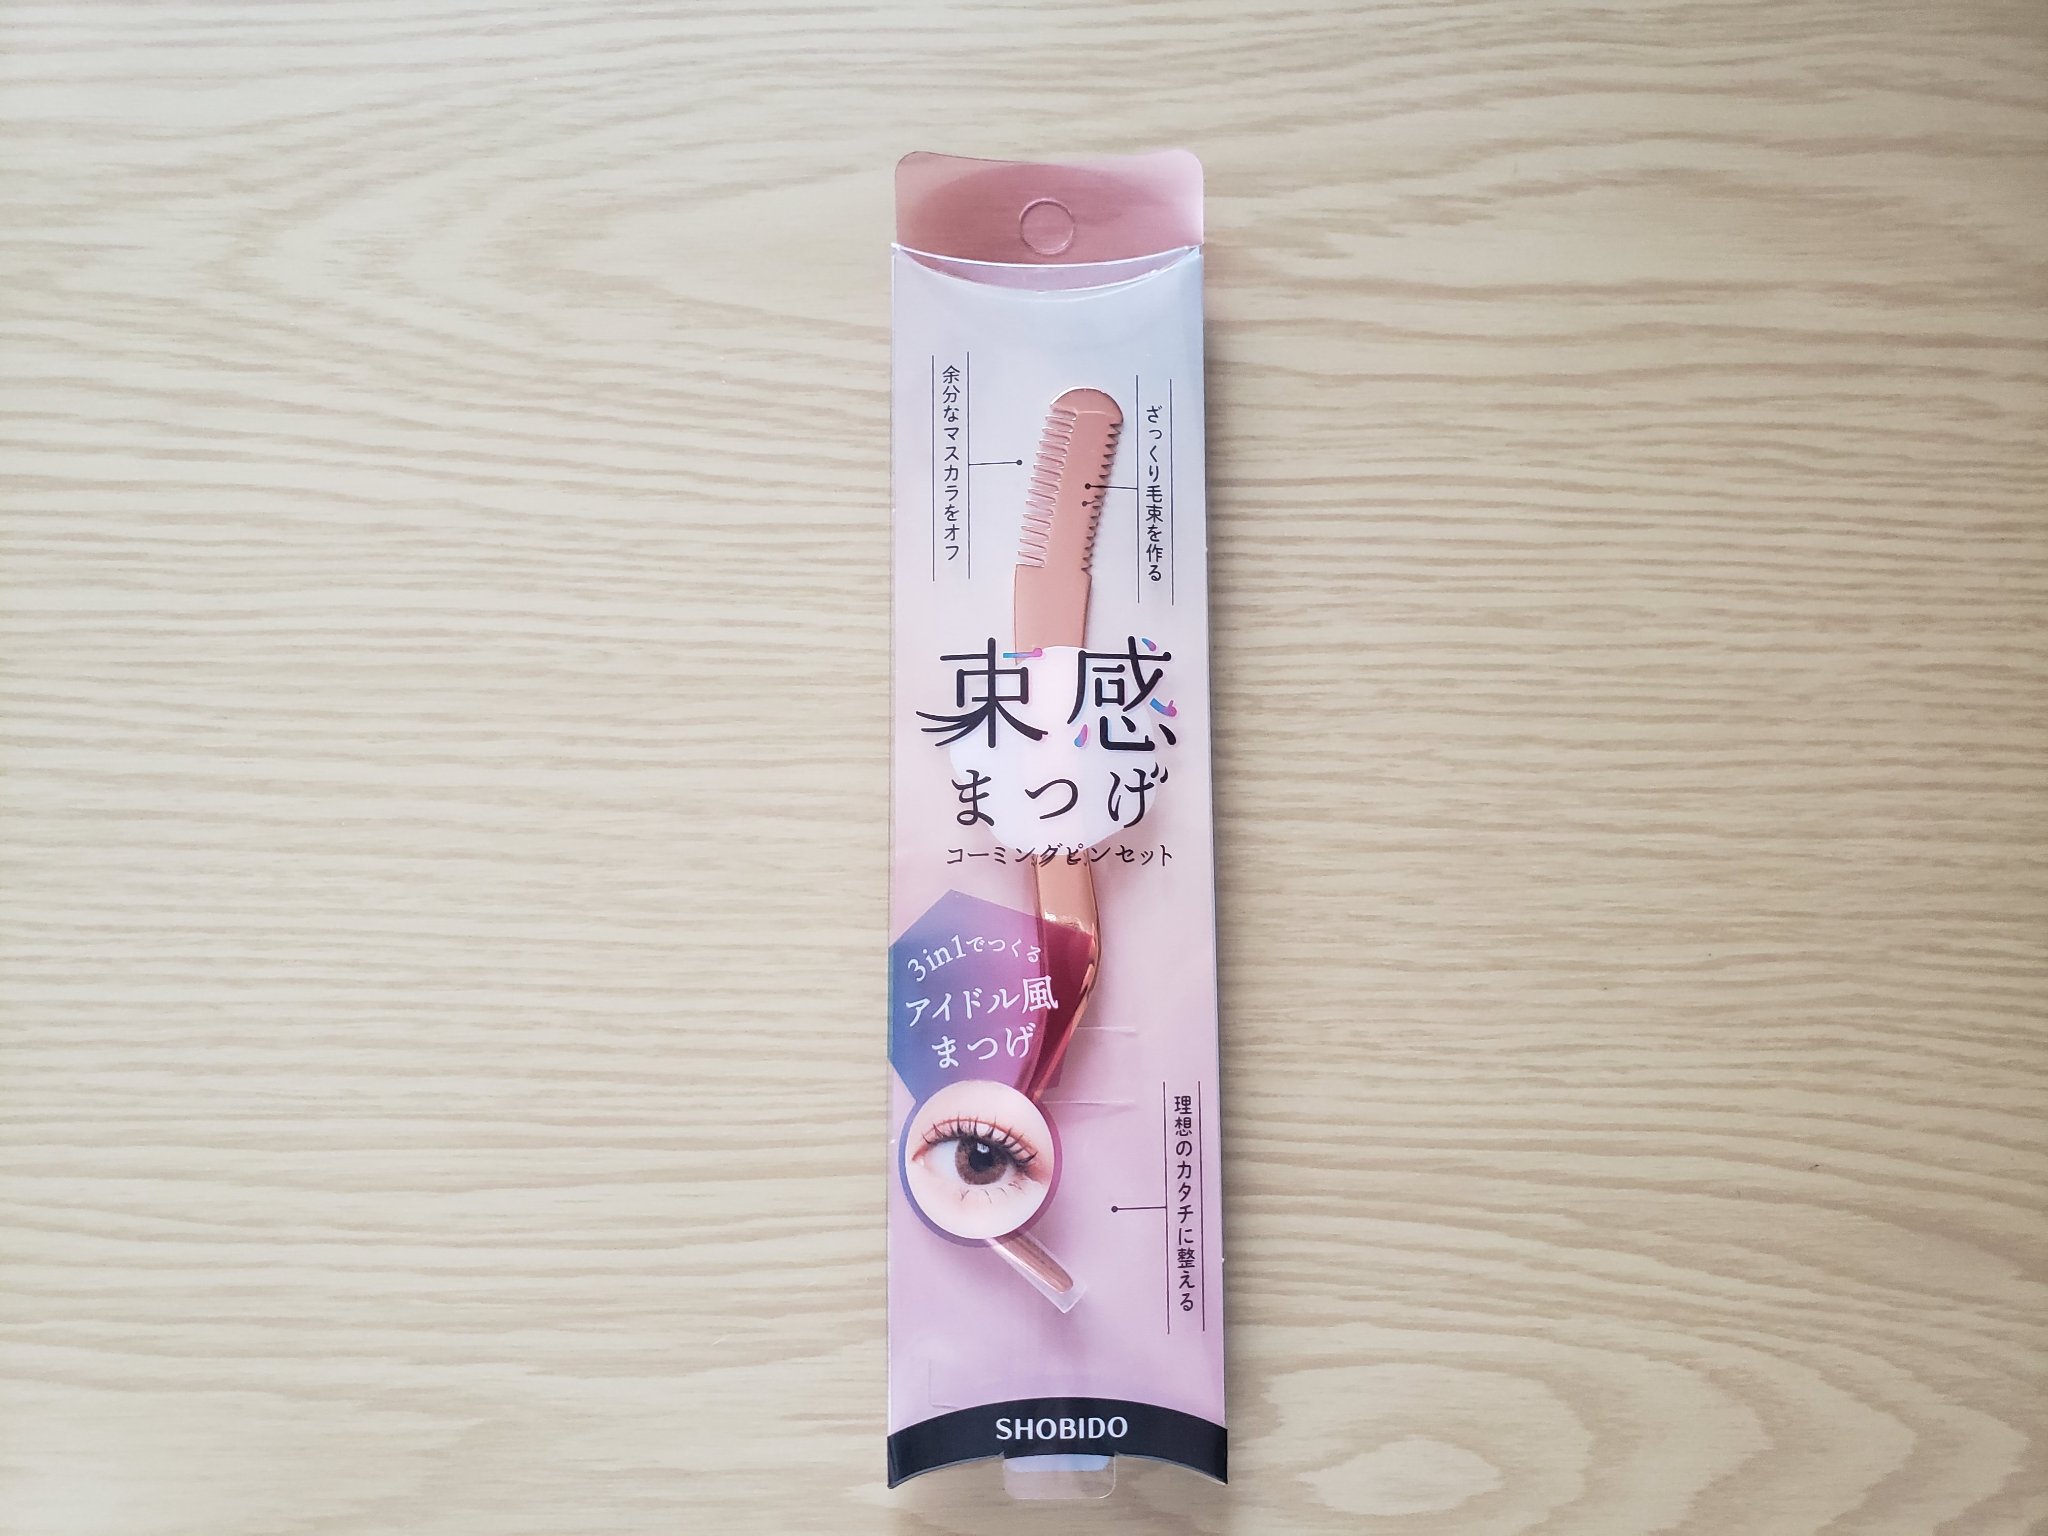 余分なマスカラをオフ
ざっくり毛束を作る
束感
まつげ
コーミングピンセット
3in1でつくる
アイドル風
まつげ
理想のカタチに整える
SHOBIDO